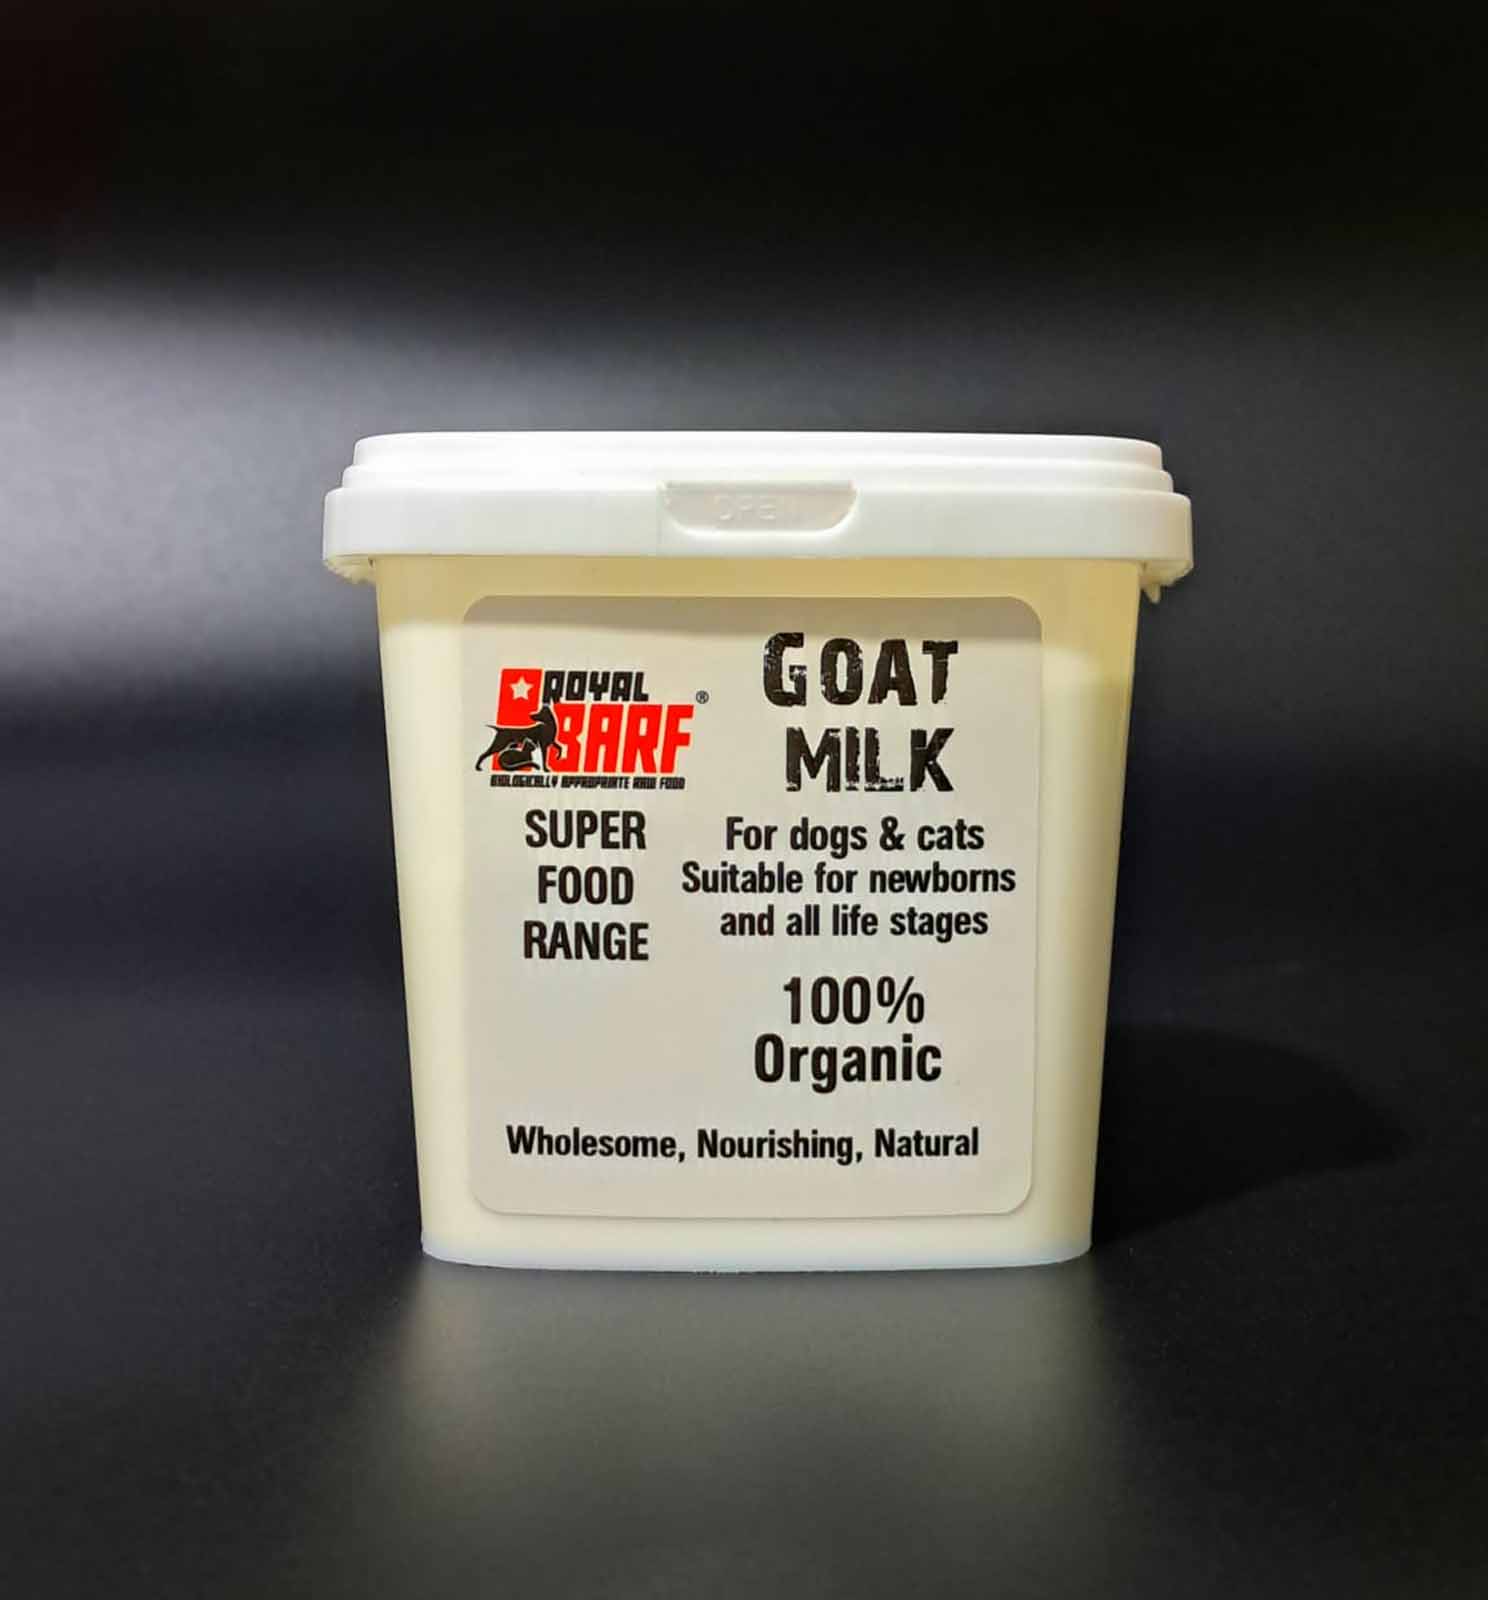 OPEN
ROYAL
BARF®
BIOLOGICALLY APPROPRIATE RAW FOOD
SUPER
FOOD
RANGE
GOAT
MILK
For dogs & cats
Suitable for newborns
and all life stages
100%
Organic
Wholesome, Nourishing, Natural